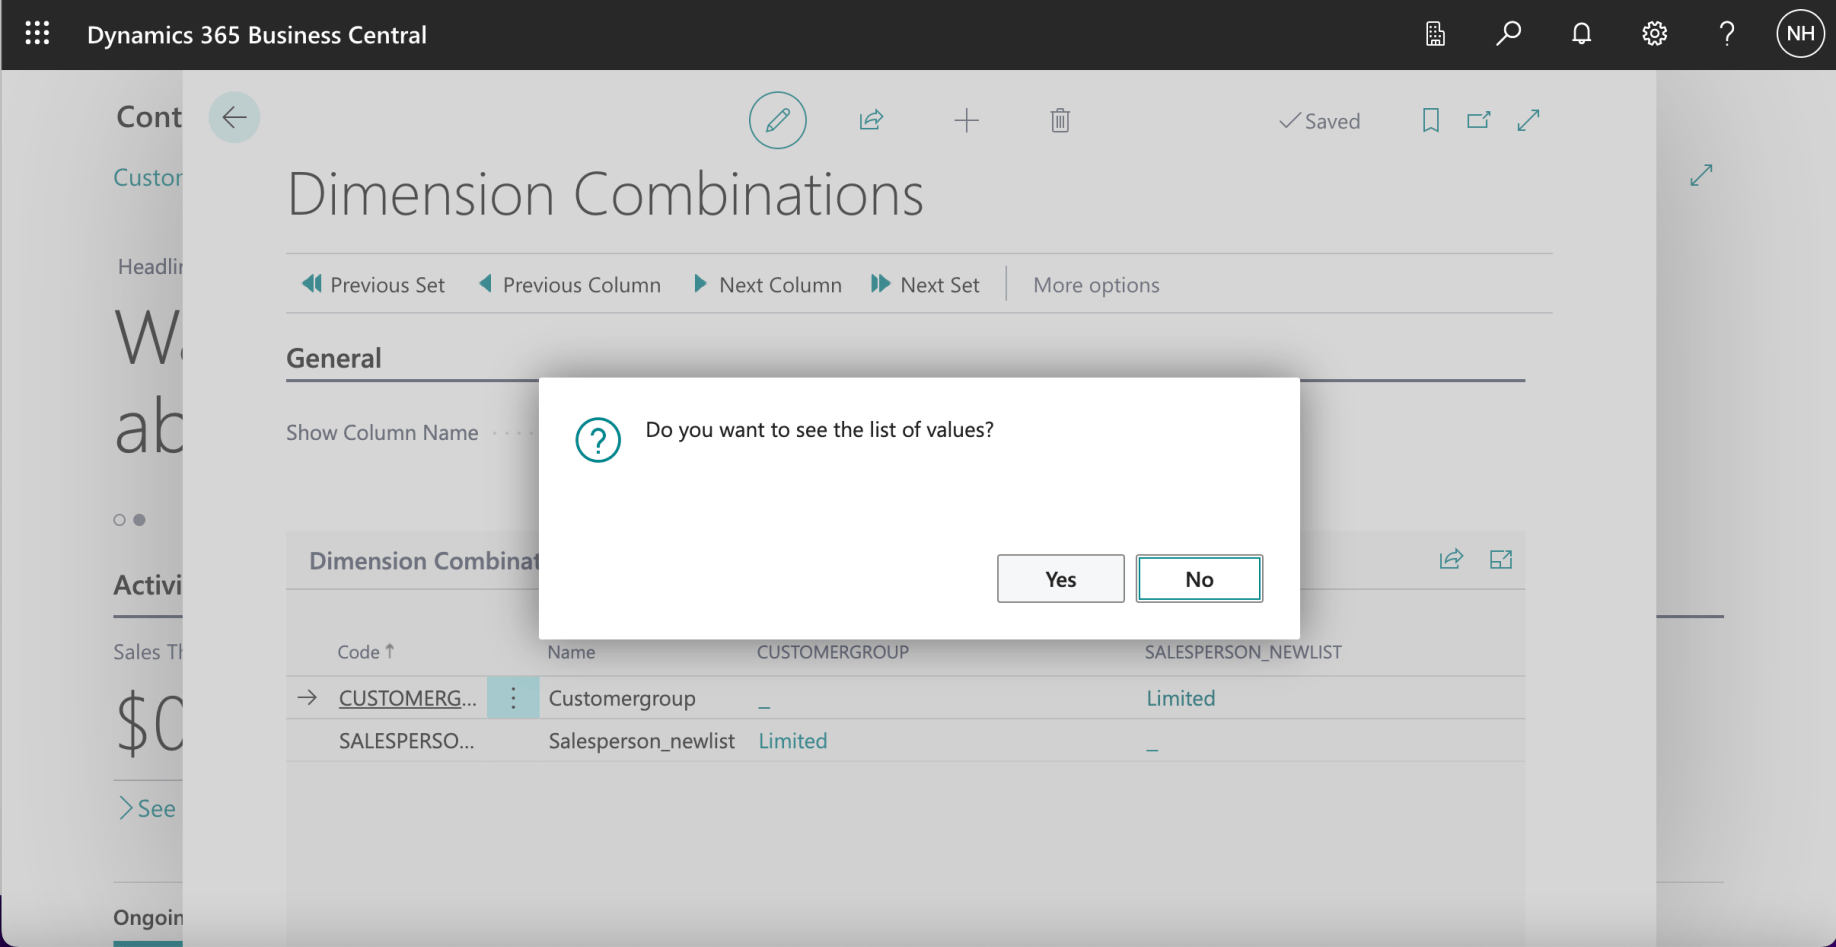 Dynamics 365 Business Central
NH
Cont
Saved
Custor
Dimension Combinations
Headlin
Previous Set
Previous Column
Next Column
Next Set
More options
Wa
General
ab
Show Column Name
Do you want to see the list of values?
Yes
No
Dimension Combinat
Activi
Sales Th
Code
Name
CUSTOMERGROUP
SALESPERSON_NEWLIST
CUSTOMERG...
Customergroup
_
Limited
SALESPERSO...
Salesperson_newlist
Limited
_
$0
See
Ongoin